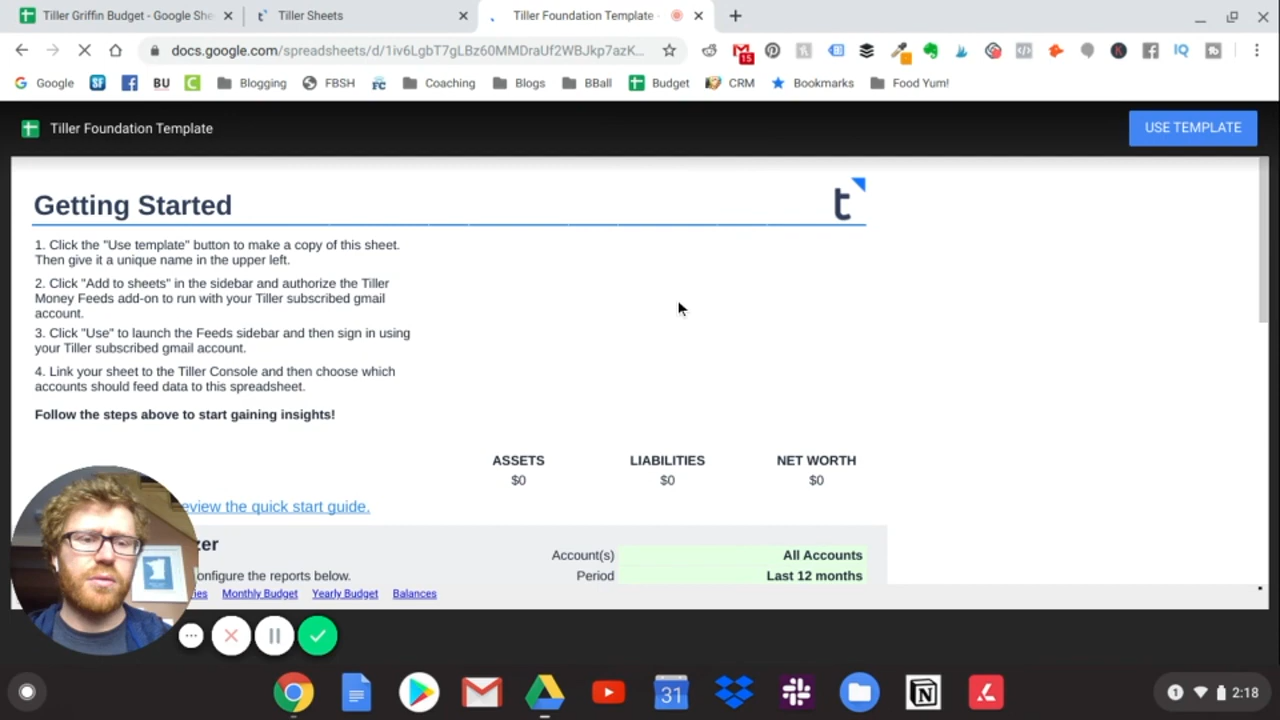 Tiller Griffin Budget - Google She
Tiller Sheets
Tiller Foundation Template -
docs.google.com/spreadsheets/d/1iv6LgbT7gLBz60MMDraUf2WBJkp7azK...
15
IQ
Google
SF
BU
Blogging
FBSH
FC
Coaching
Blogs
BBall
Budget
CRM
Bookmarks
Food Yum!
Tiller Foundation Template
USE TEMPLATE
Getting Started
t
1. Click the "Use template" button to make a copy of this sheet.
Then give it a unique name in the upper left.
2. Click "Add to sheets" in the sidebar and authorize the Tiller
Money Feeds add-on to run with your Tiller subscribed gmail
account.
3. Click "Use" to launch the Feeds sidebar and then sign in using
your Tiller subscribed gmail account.
4. Link your sheet to the Tiller Console and then choose which
accounts should feed data to this spreadsheet.
Follow the steps above to start gaining insights!
ASSETS LIABILITIES NET WORTH
$0 $0 $0
eview the quick start guide.
zer
Account(s) All Accounts
onfigure the reports below.
Period Last 12 months
ies Monthly Budget Yearly Budget Balances
31
1 2:18